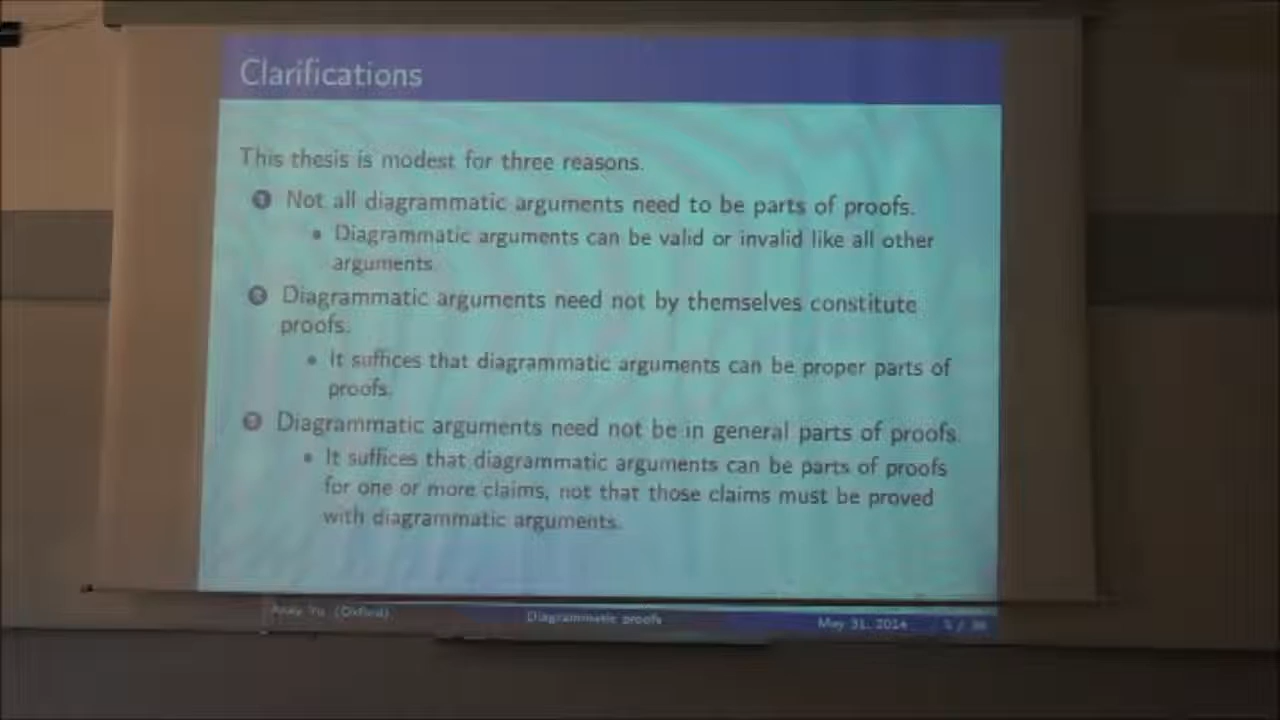 Clarifications
This thesis is modest for three reasons.
1 Not all diagrammatic arguments need to be parts of proofs.
• Diagrammatic arguments can be valid or invalid like all other
arguments.
2 Diagrammatic arguments need not by themselves constitute
proofs.
• It suffices that diagrammatic arguments can be proper parts of
proofs.
3 Diagrammatic arguments need not be in general parts of proofs.
• It suffices that diagrammatic arguments can be parts of proofs
for one or more claims, not that those claims must be proved
with diagrammatic arguments.
Yu (Oxford) Diagrammatic proofs May 31, 2014